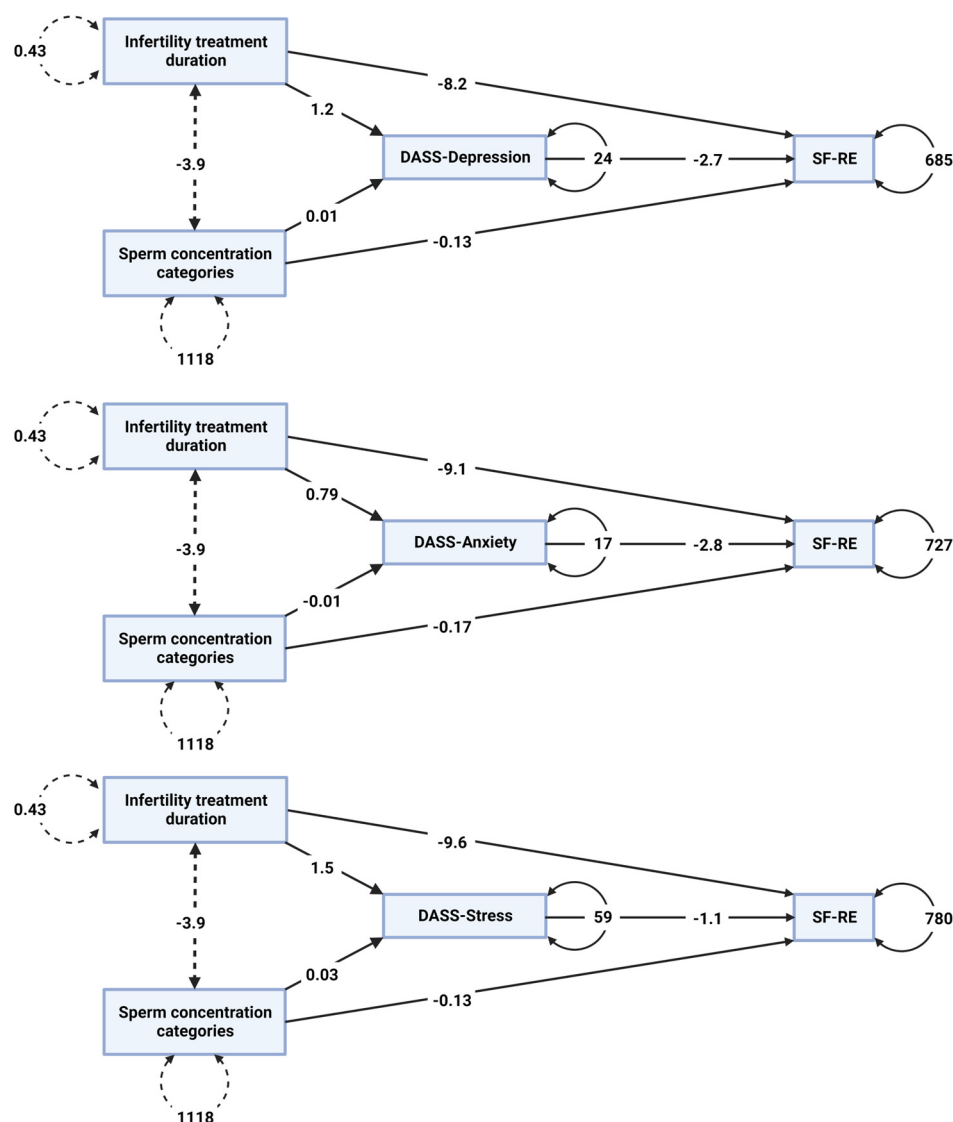 Infertility treatment
duration
0.43
-8.2
1.2
-3.9
DASS-Depression
24
-2.7
SF-RE
685
0.01
-0.13
Sperm concentration
categories
1118
Infertility treatment
duration
0.43
-9.1
0.79
-3.9
DASS-Anxiety
17
-2.8
SF-RE
727
-0.01
-0.17
Sperm concentration
categories
1118
Infertility treatment
duration
0.43
-9.6
1.5
-3.9
DASS-Stress
59
-1.1
SF-RE
780
0.03
-0.13
Sperm concentration
categories
1118